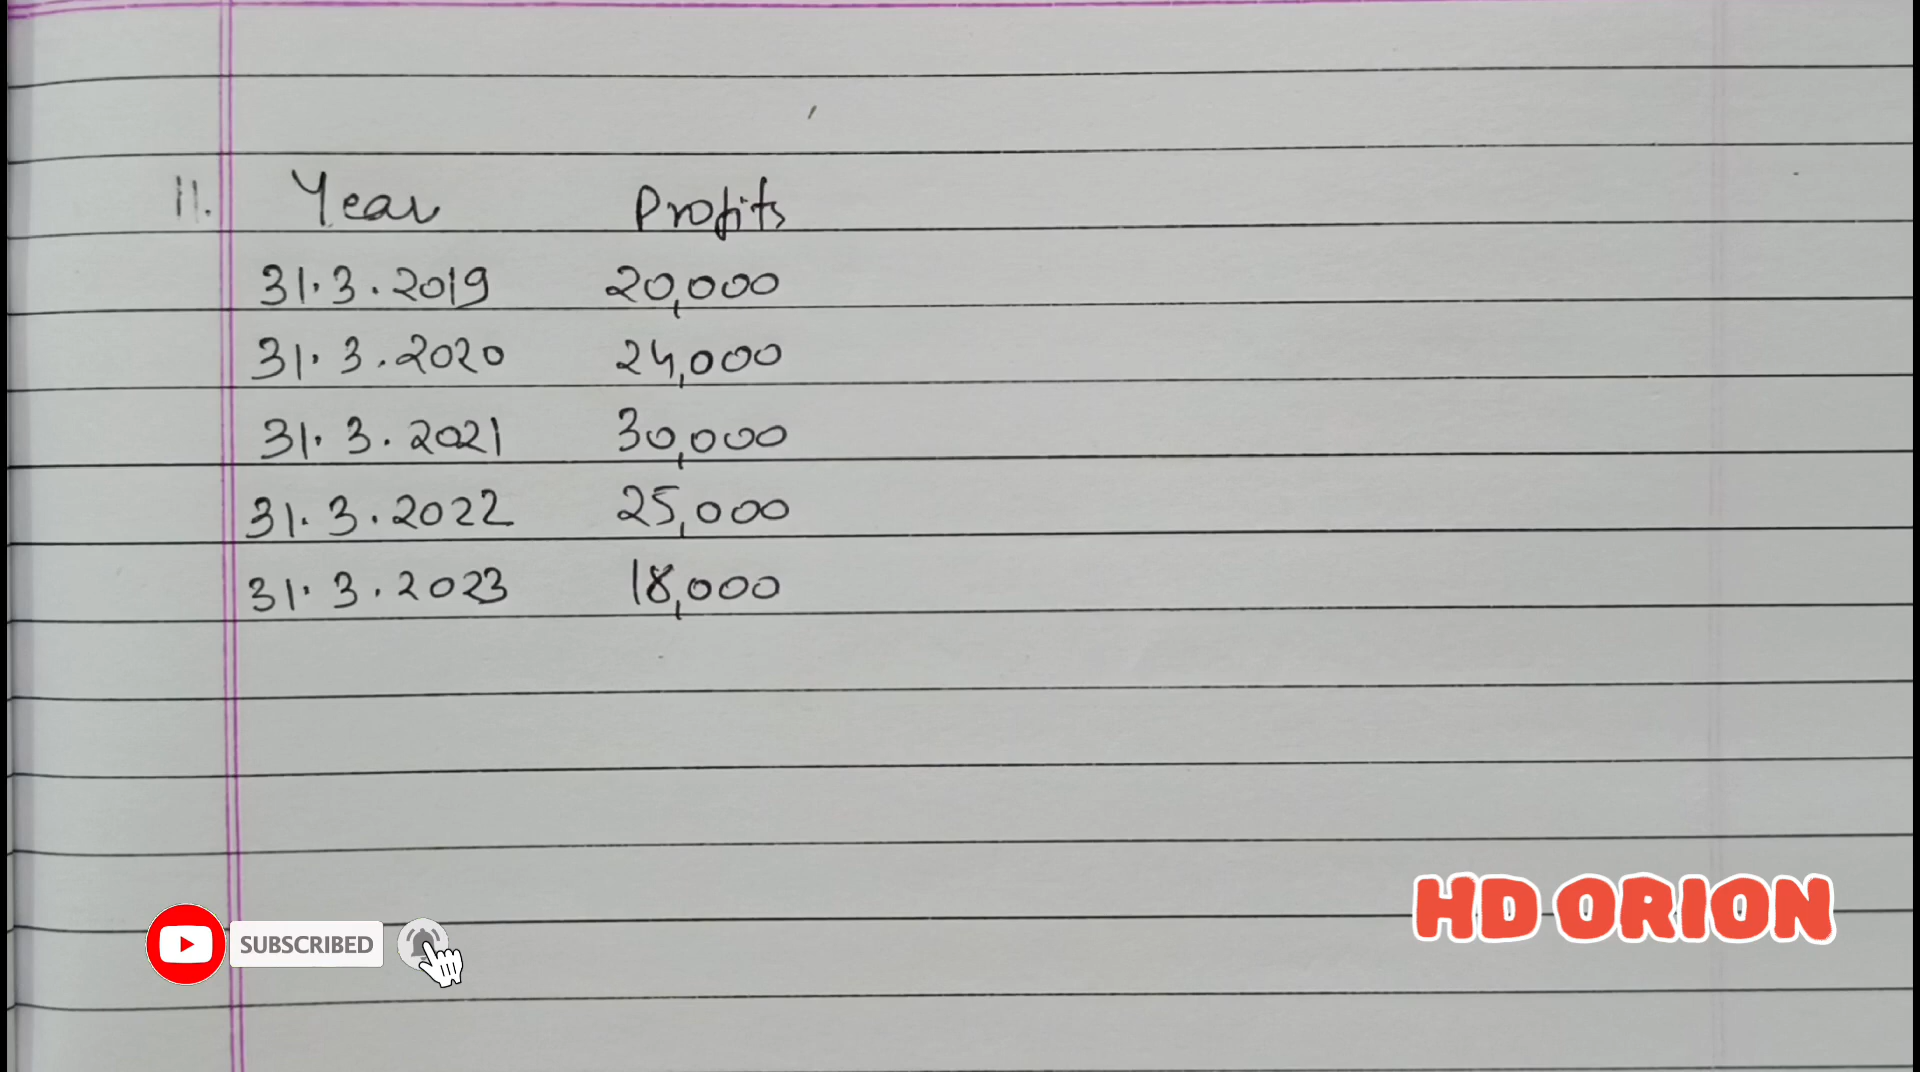 11. Year Profits
31.3.2019 20,000
31.3.2020 24,000
31.3.2021 30,000
31.3.2022 25,000
31.3.2023 18,000
HD ORION
SUBSCRIBED